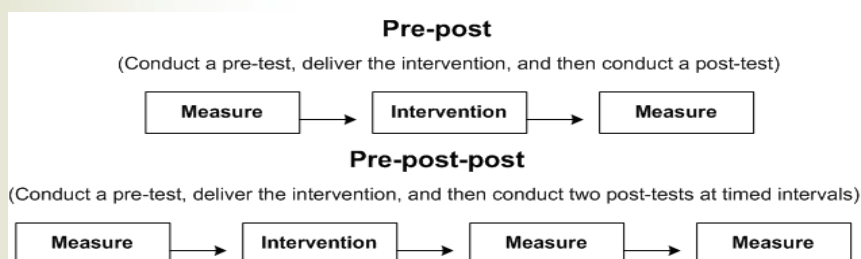 Pre-post
(Conduct a pre-test, deliver the intervention, and then conduct a post-test)
Measure Intervention Measure
Pre-post-post
(Conduct a pre-test, deliver the intervention, and then conduct two post-tests at timed intervals)
Measure Intervention Measure Measure